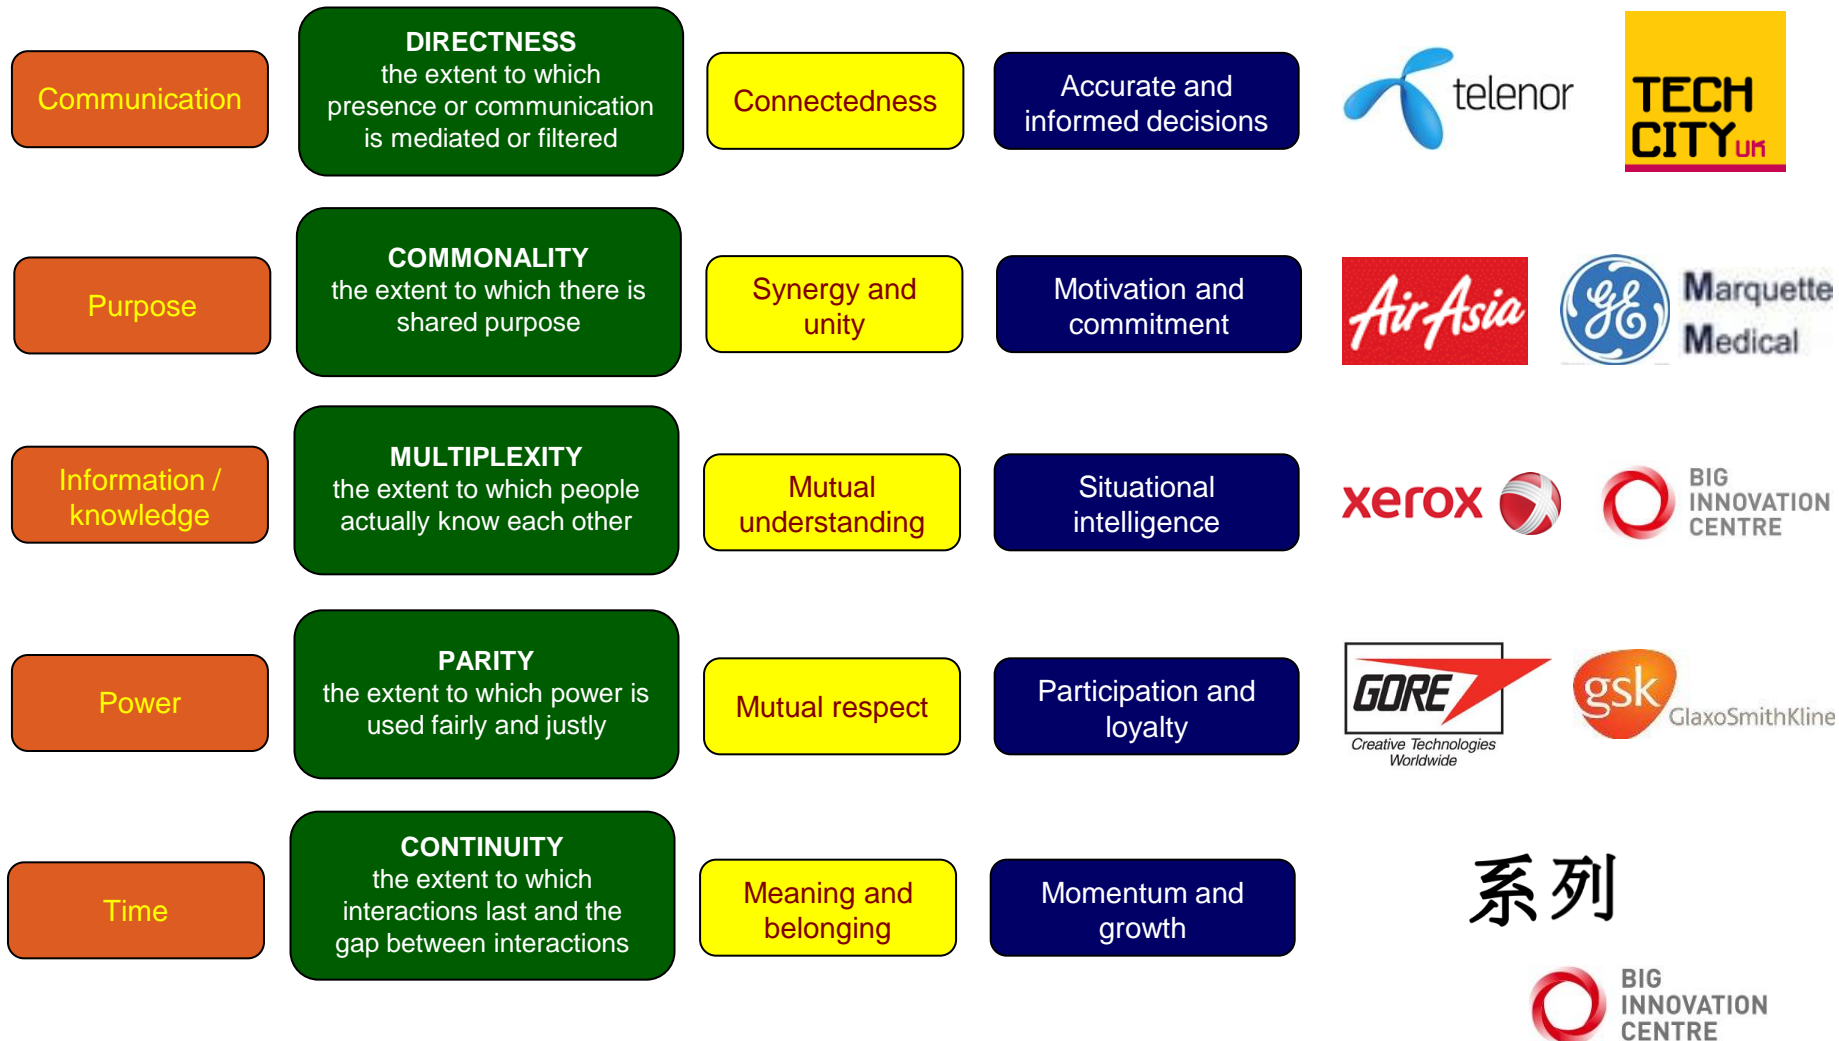 Communication
DIRECTNESS
the extent to which
presence or communication
is mediated or filtered
Connectedness
Accurate and
informed decisions
telenor
TECH
CITY UK
Purpose
COMMONALITY
the extent to which there is
shared purpose
Synergy and
unity
Motivation and
commitment
AirAsia
GE
Marquette
Medical
Information /
knowledge
MULTIPLEXITY
the extent to which people
actually know each other
Mutual
understanding
Situational
intelligence
xerox
BIG
INNOVATION
CENTRE
Power
PARITY
the extent to which power is
used fairly and justly
Mutual respect
Participation and
loyalty
GORE
Creative Technologies
Worldwide
gsk
GlaxoSmithKline
Time
CONTINUITY
the extent to which
interactions last and the
gap between interactions
Meaning and
belonging
Momentum and
growth
系列
BIG
INNOVATION
CENTRE